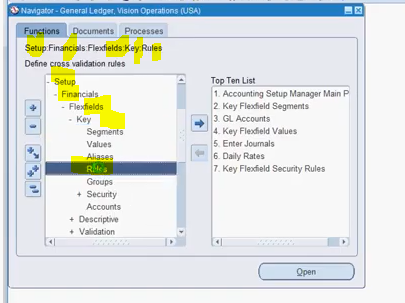 Navigator - General Ledger, Vision Operations (USA)
Functions Documents Processes
Setup:Financials:Flexfields:Key:Rules
Define cross validation rules
- Setup
- Financials
- Flexfields
- Key
Segments
Values
Aliases
Rules
Groups
+ Security
Accounts
+ Descriptive
+ Validation
Top Ten List
1. Accounting Setup Manager Main P
2. Key Flexfield Segments
3. GL Accounts
4. Key Flexfield Values
5. Enter Journals
6. Daily Rates
7. Key Flexfield Security Rules
Open